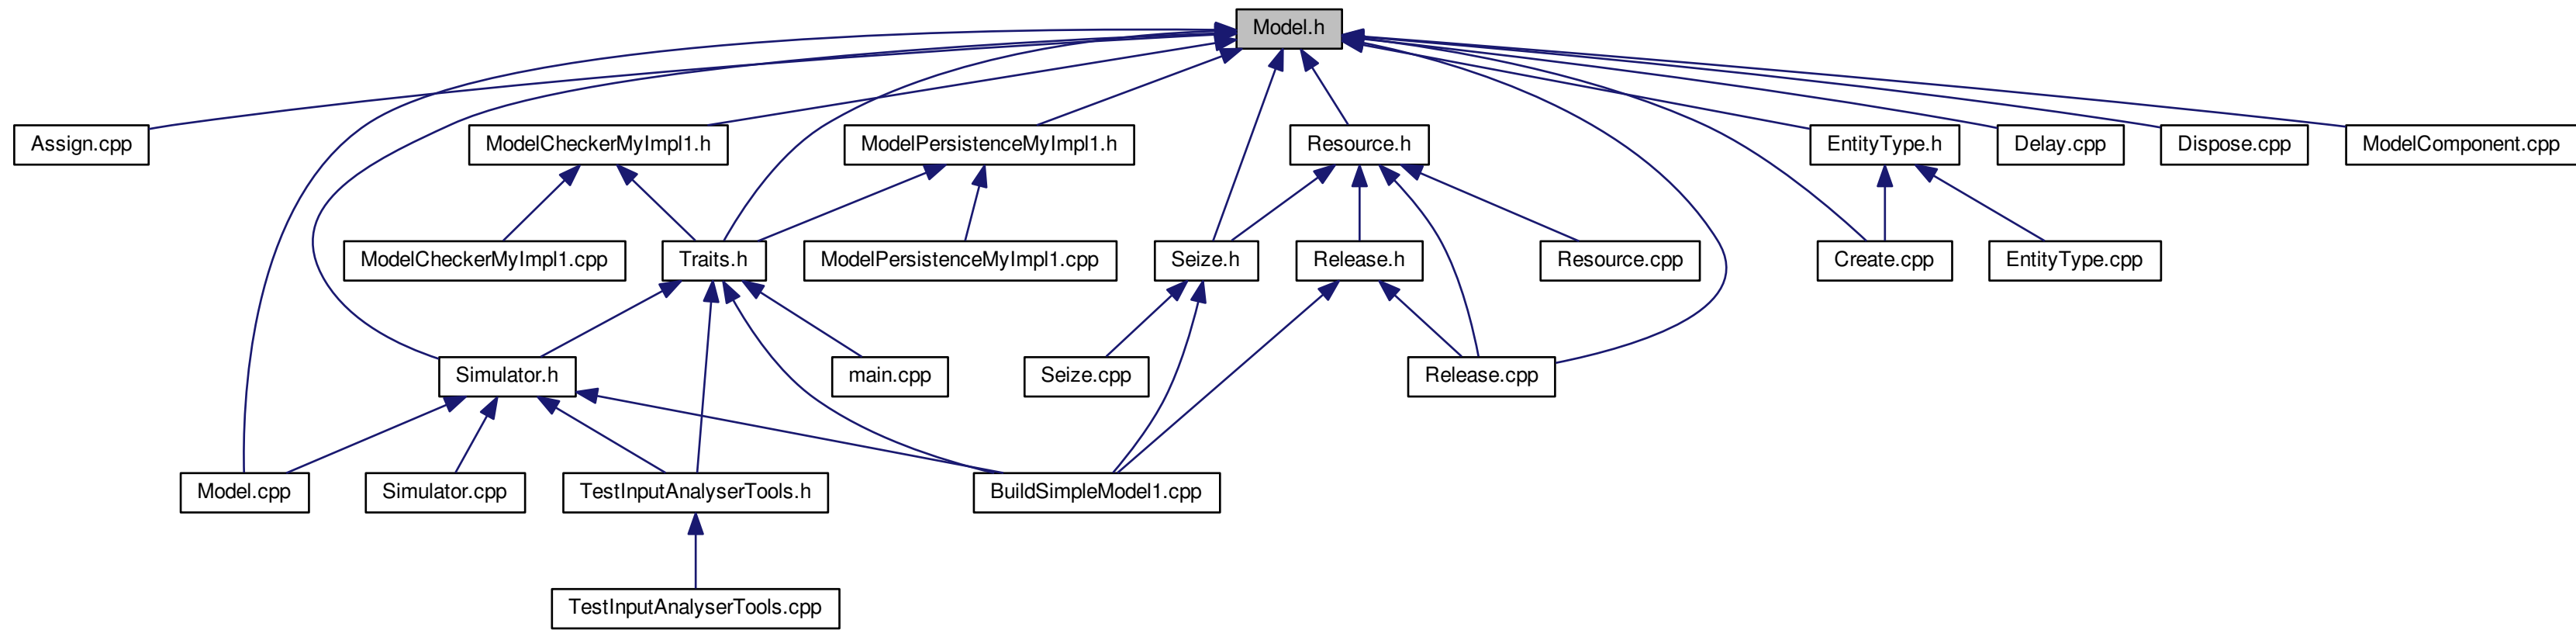 Model.h
Assign.cpp
ModelCheckerMyImpl1.h
ModelPersistenceMyImpl1.h
Resource.h
EntityType.h
Delay.cpp
Dispose.cpp
ModelComponent.cpp
ModelCheckerMyImpl1.cpp
Traits.h
ModelPersistenceMyImpl1.cpp
Seize.h
Release.h
Resource.cpp
Create.cpp
EntityType.cpp
Simulator.h
main.cpp
Seize.cpp
Release.cpp
Model.cpp
Simulator.cpp
TestInputAnalyserTools.h
BuildSimpleModel1.cpp
TestInputAnalyserTools.cpp